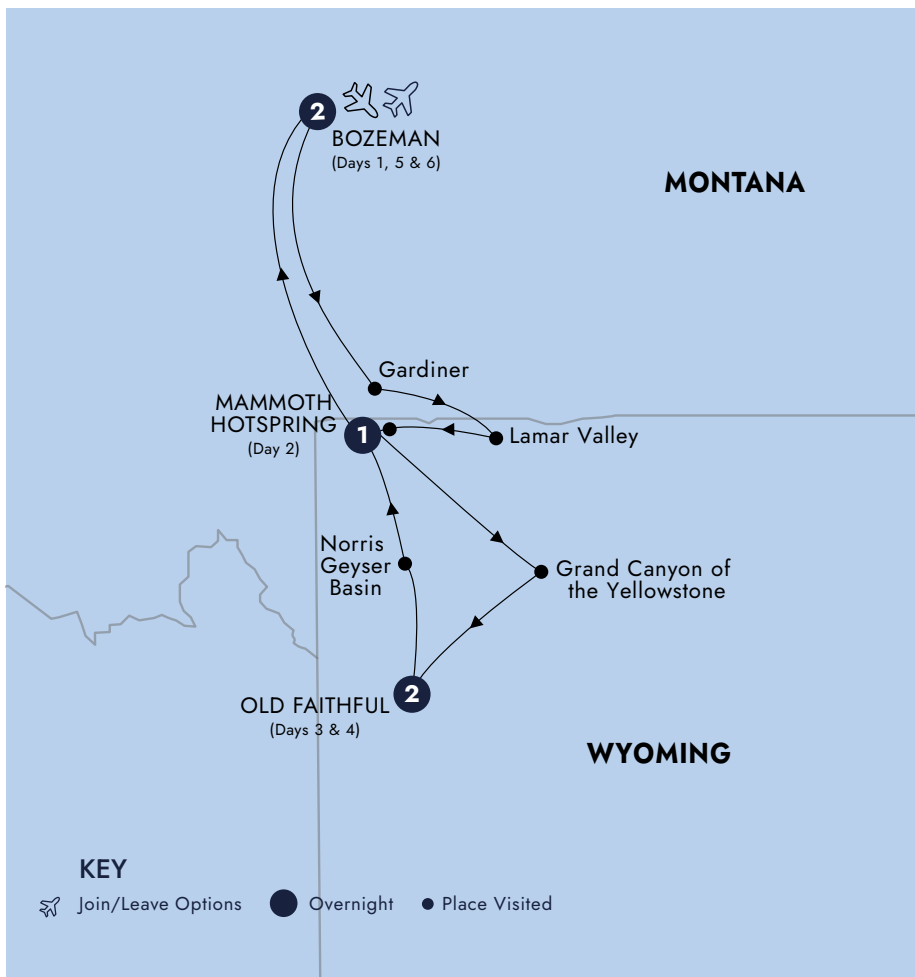 2
BOZEMAN
(Days 1, 5 & 6)
MONTANA
Gardiner
MAMMOTH
HOTSPRING
(Day 2)
1
Lamar Valley
Norris
Geyser
Basin
Grand Canyon of
the Yellowstone
2
OLD FAITHFUL
(Days 3 & 4)
WYOMING
KEY
Join/Leave Options
Overnight
Place Visited